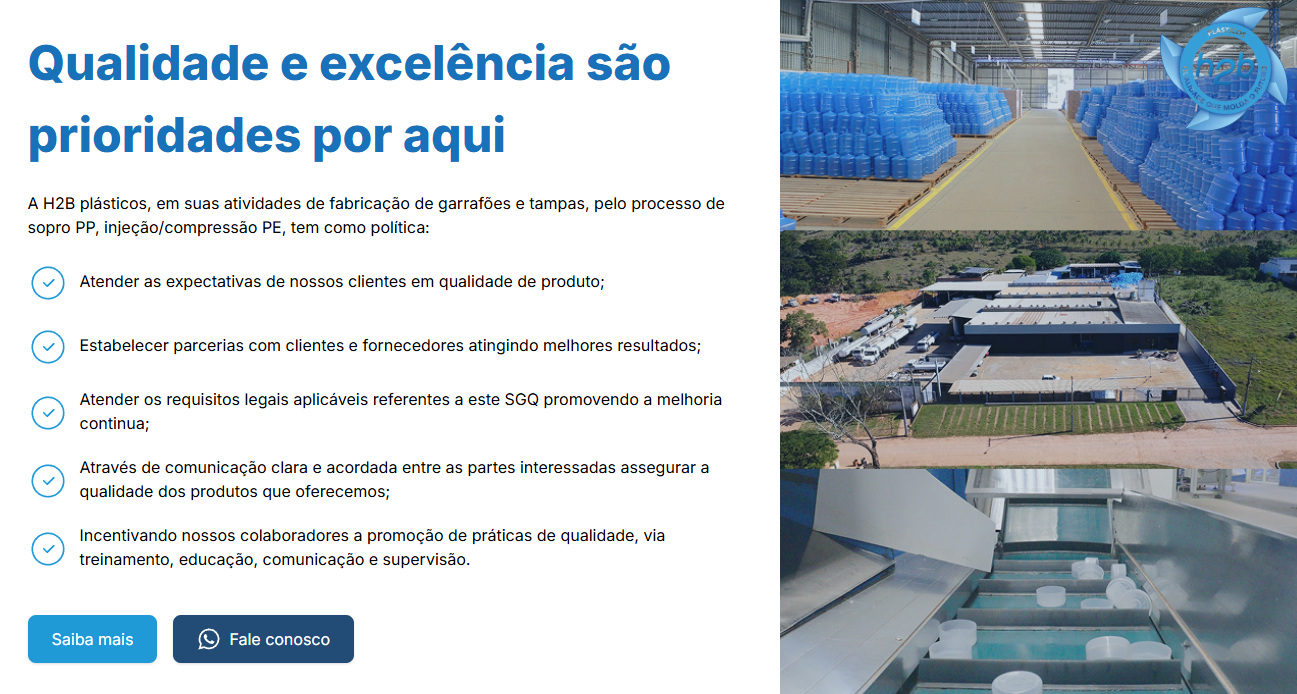 Qualidade e excelência são
prioridades por aqui
A H2B plásticos, em suas atividades de fabricação de garrafões e tampas, pelo processo de
sopro PP, injeção/compressão PE, tem como política:
Atender as expectativas de nossos clientes em qualidade de produto;
Estabelecer parcerias com clientes e fornecedores atingindo melhores resultados;
Atender os requisitos legais aplicáveis referentes a este SGQ promovendo a melhoria
continua;
Através de comunicação clara e acordada entre as partes interessadas assegurar a
qualidade dos produtos que oferecemos;
Incentivando nossos colaboradores a promoção de práticas de qualidade, via
treinamento, educação, comunicação e supervisão.
Saiba mais
Fale conosco
h2b